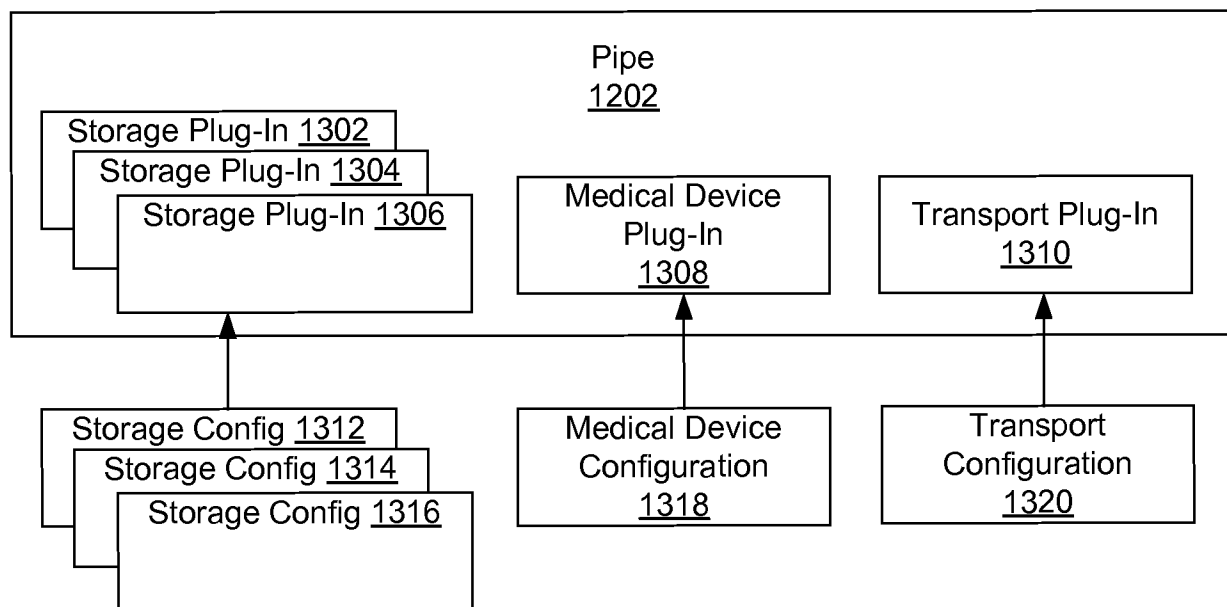 Pipe
1202
Storage Plug-In 1302
Storage Plug-In 1304
Storage Plug-In 1306
Medical Device
Plug-In
1308
Transport Plug-In
1310
Storage Config 1312
Storage Config 1314
Storage Config 1316
Medical Device
Configuration
1318
Transport
Configuration
1320